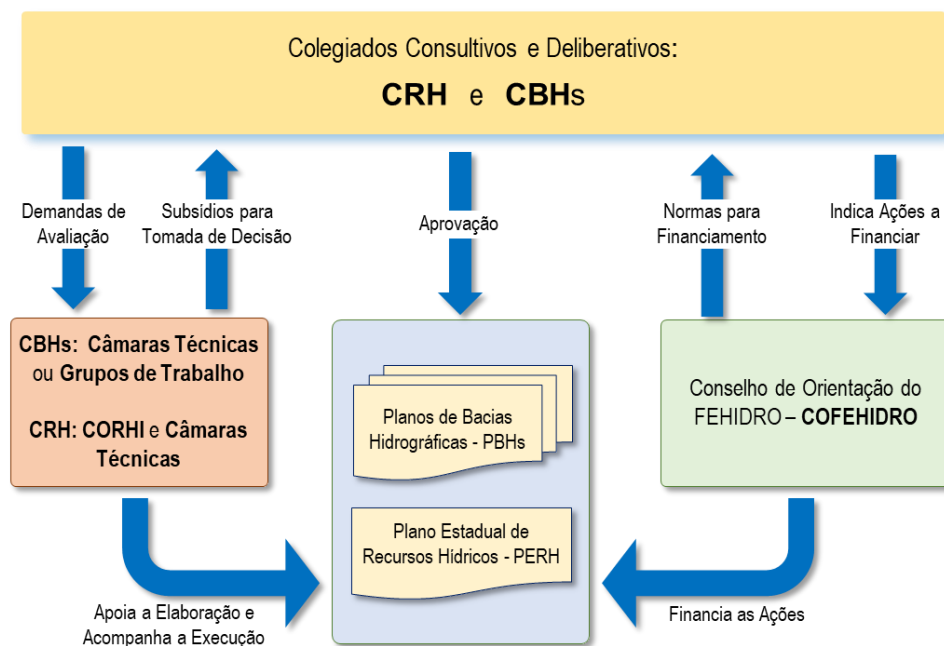 Colegiados Consultivos e Deliberativos:
CRH e CBHs
Demandas de
Avaliação
Subsídios para
Tomada de Decisão
Aprovação
Normas para
Financiamento
Indica Ações a
Financiar
CBHs: Câmaras Técnicas
ou Grupos de Trabalho
CRH: CORHI e Câmaras
Técnicas
Planos de Bacias
Hidrográficas - PBHs
Plano Estadual de
Recursos Hídricos - PERH
Conselho de Orientação do
FEHIDRO – COFEHIDRO
Apoia a Elaboração e
Acompanha a Execução
Financia as Ações